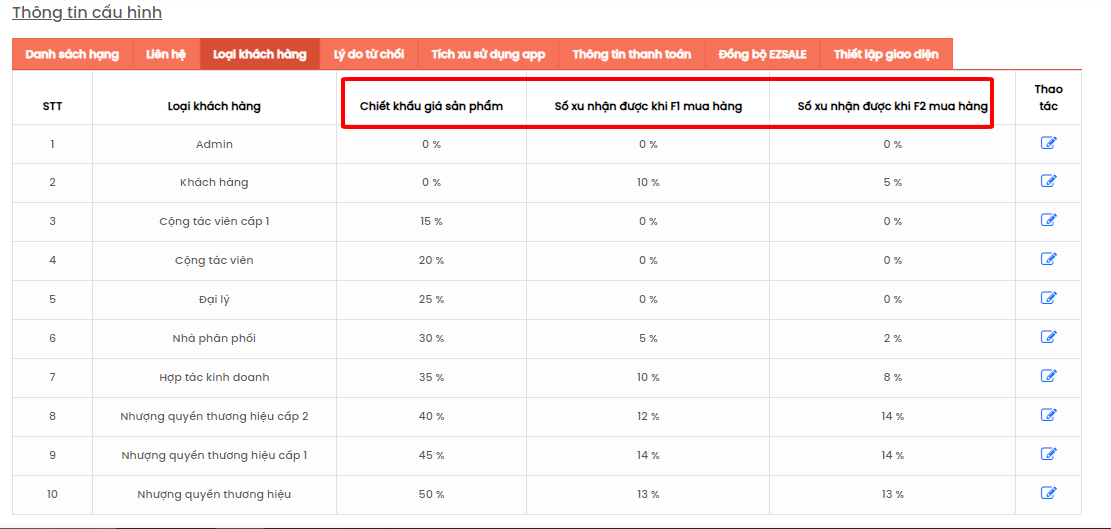 Thông tin cấu hình
Danh sách hạng Liên hệ Loại khách hàng Lý do từ chối Tích xu sử dụng app Thông tin thanh toán Đồng bộ EZSALE Thiết lập giao diện
STT Loại khách hàng Chiết khấu giá sản phẩm Số xu nhận được khi F1 mua hàng Số xu nhận được khi F2 mua hàng Thao
tác
1 Admin 0 % 0 % 0 %
2 Khách hàng 0 % 10 % 5 %
3 Cộng tác viên cấp 1 15 % 0 % 0 %
4 Cộng tác viên 20 % 0 % 0 %
5 Đại lý 25 % 0 % 0 %
6 Nhà phân phối 30 % 5 % 2 %
7 Hợp tác kinh doanh 35 % 10 % 8 %
8 Nhượng quyền thương hiệu cấp 2 40 % 12 % 14 %
9 Nhượng quyền thương hiệu cấp 1 45 % 14 % 14 %
10 Nhượng quyền thương hiệu 50 % 13 % 13 %